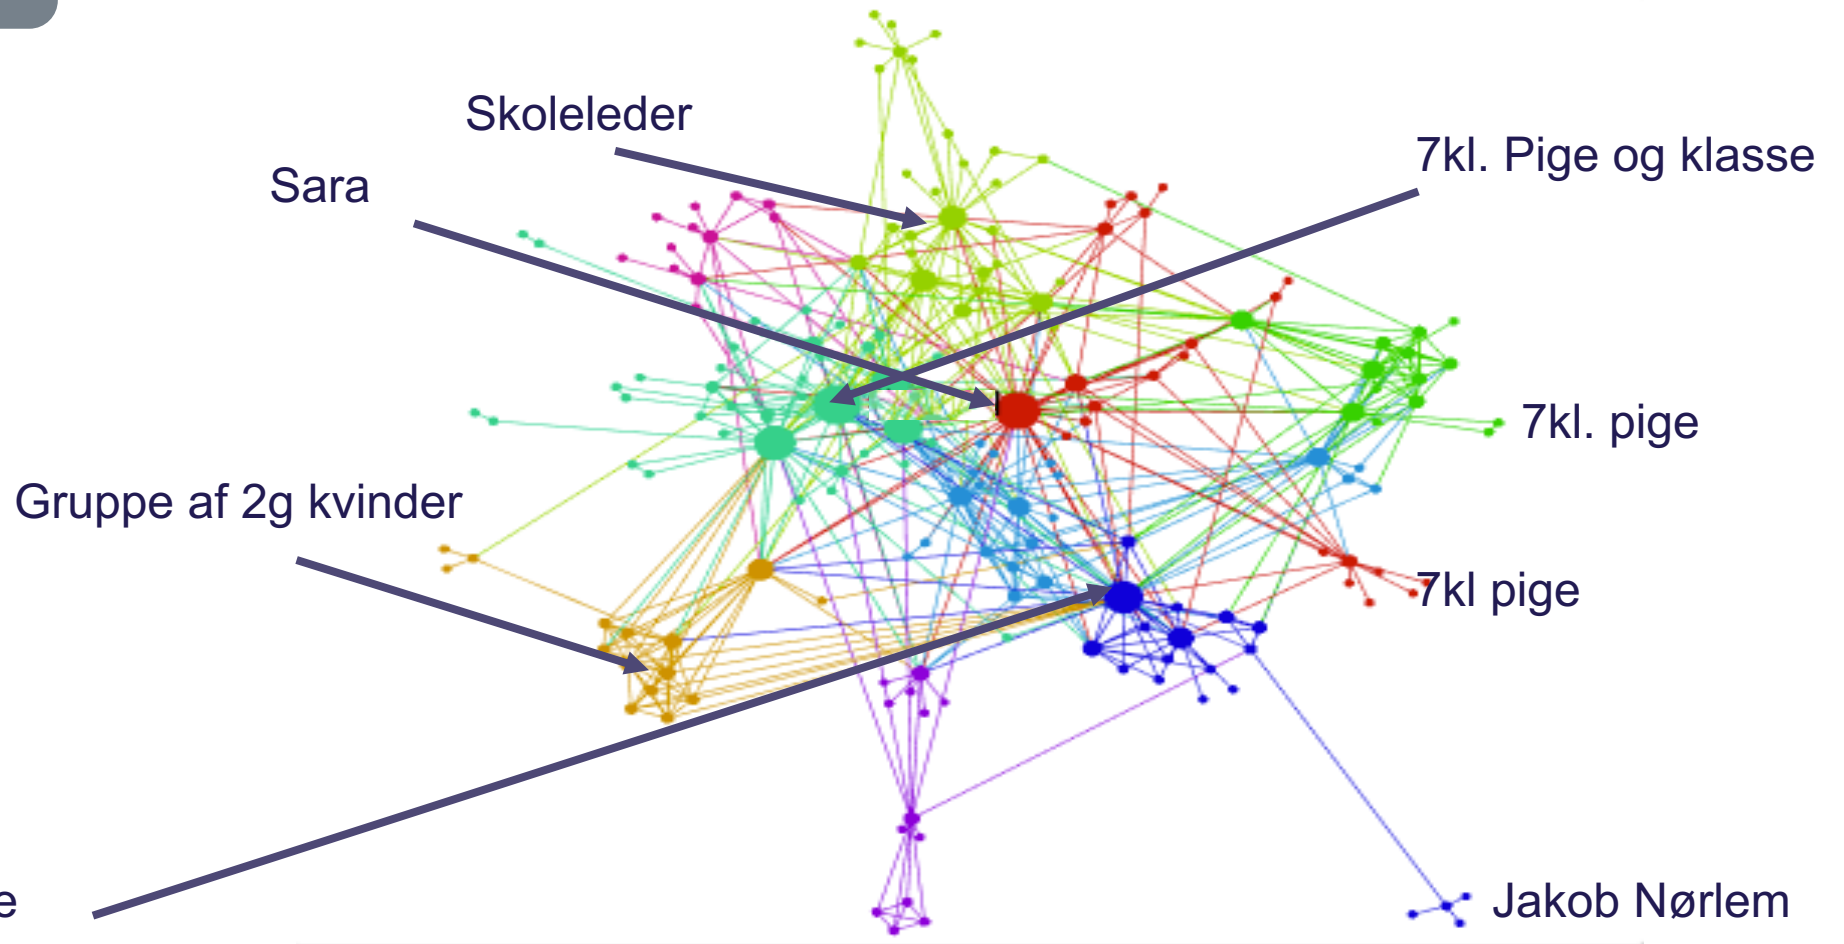 Skoleleder
7kl. Pige og klasse
Sara
7kl. pige
Gruppe af 2g kvinder
7kl pige
Jakob Nørlem